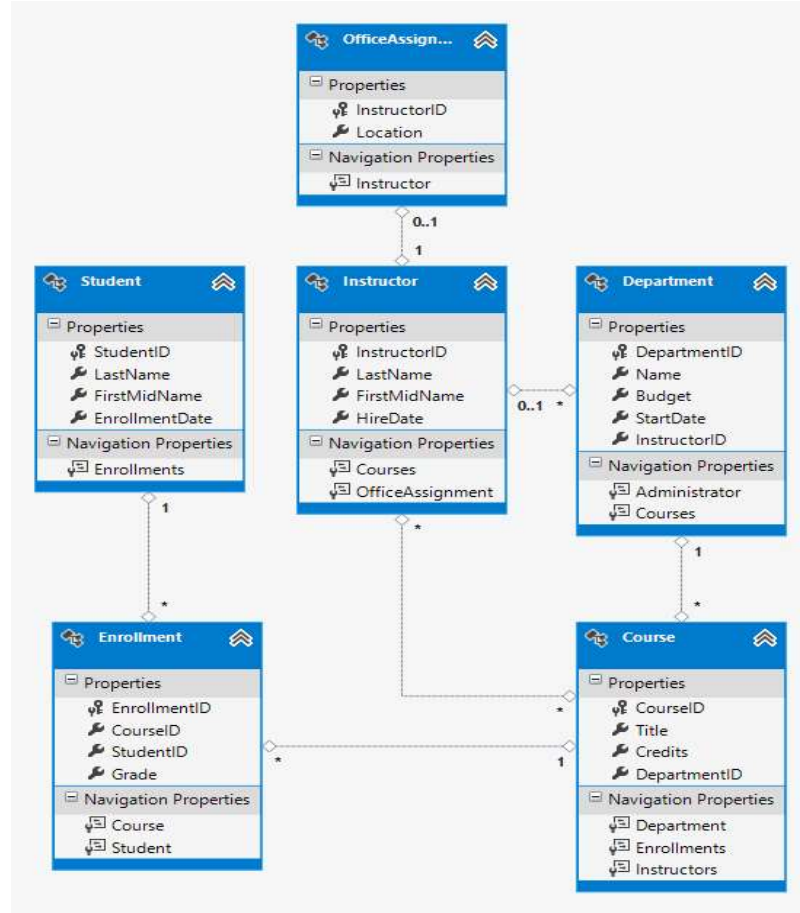 OfficeAssign...
Properties
InstructorID
Location
Navigation Properties
Instructor
0..1
1
Student
Properties
StudentID
LastName
FirstMidName
EnrollmentDate
Navigation Properties
Enrollments
1
*
Instructor
Properties
InstructorID
LastName
FirstMidName
HireDate
Navigation Properties
Courses
OfficeAssignment
*
0..1 *
Department
Properties
DepartmentID
Name
Budget
StartDate
InstructorID
Navigation Properties
Administrator
Courses
1
*
Enrollment
Properties
EnrollmentID
CourseID
StudentID
Grade
Navigation Properties
Course
Student
*
1
*
Course
Properties
CourseID
Title
Credits
DepartmentID
Navigation Properties
Department
Enrollments
Instructors